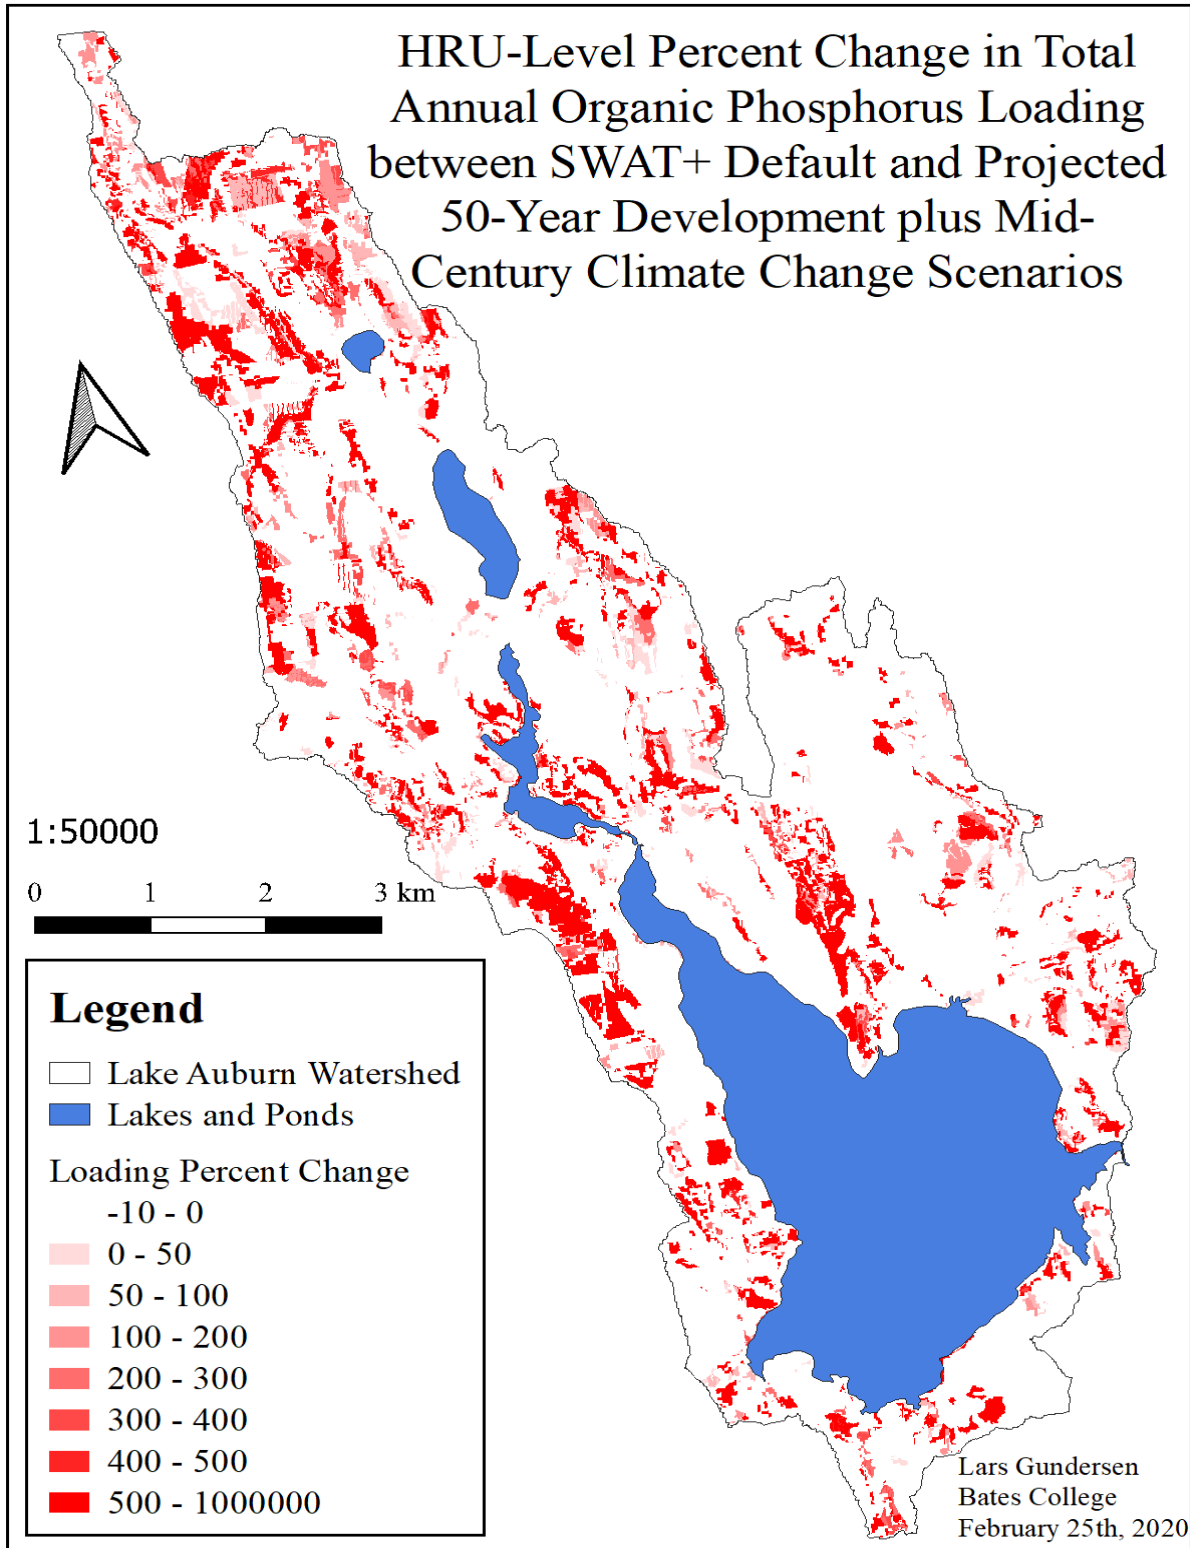 HRU-Level Percent Change in Total
Annual Organic Phosphorus Loading
between SWAT+ Default and Projected
50-Year Development plus Mid-
Century Climate Change Scenarios
1:50000
0 1 2 3 km
Legend
Lake Auburn Watershed
Lakes and Ponds
Loading Percent Change
-10 - 0
0 - 50
50 - 100
100 - 200
200 - 300
300 - 400
400 - 500
500 - 1000000
Lars Gundersen
Bates College
February 25th, 2020